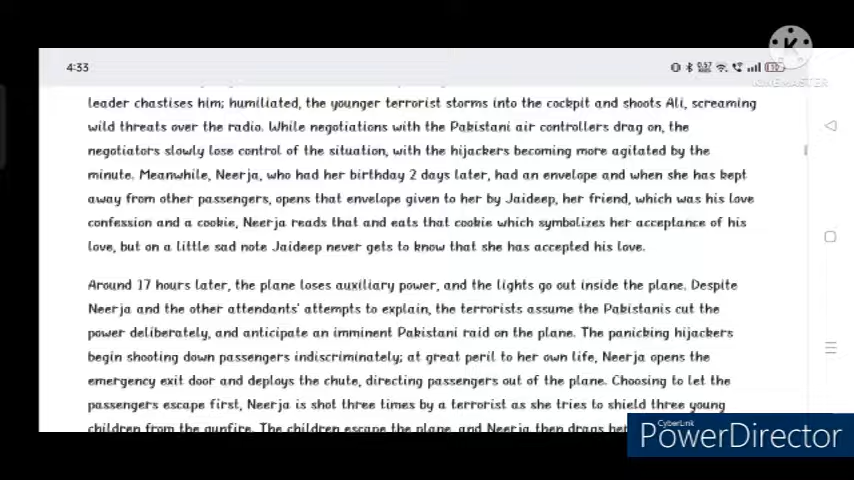 4:33
0.57
KINEMASTER
leader chastises him; humiliated, the younger terrorist storms into the cockpit and shoots Ali, screaming
wild threats over the radio. While negotiations with the Pakistani air controllers drag on, the
negotiators slowly lose control of the situation, with the hijackers becoming more agitated by the
minute. Meanwhile, Neerja, who had her birthday 2 days later, had an envelope and when she has kept
away from other passengers, opens that envelope given to her by Jaideep, her friend, which was his love
confession and a cookie, Neerja reads that and eats that cookie which symbolizes her acceptance of his
love, but on a little sad note Jaideep never gets to know that she has accepted his love.
Around 17 hours later, the plane loses auxiliary power, and the lights go out inside the plane. Despite
Neerja and the other attendants' attempts to explain, the terrorists assume the Pakistanis cut the
power deliberately, and anticipate an imminent Pakistani raid on the plane. The panicking hijackers
begin shooting down passengers indiscriminately; at great peril to her own life, Neerja opens the
emergency exit door and deploys the chute, directing passengers out of the plane. Choosing to let the
passengers escape first, Neerja is shot three times by a terrorist as she tries to shield three young
children from the gunfire. The children escape the plane, and Neerja then drags
CyberLink
PowerDirector